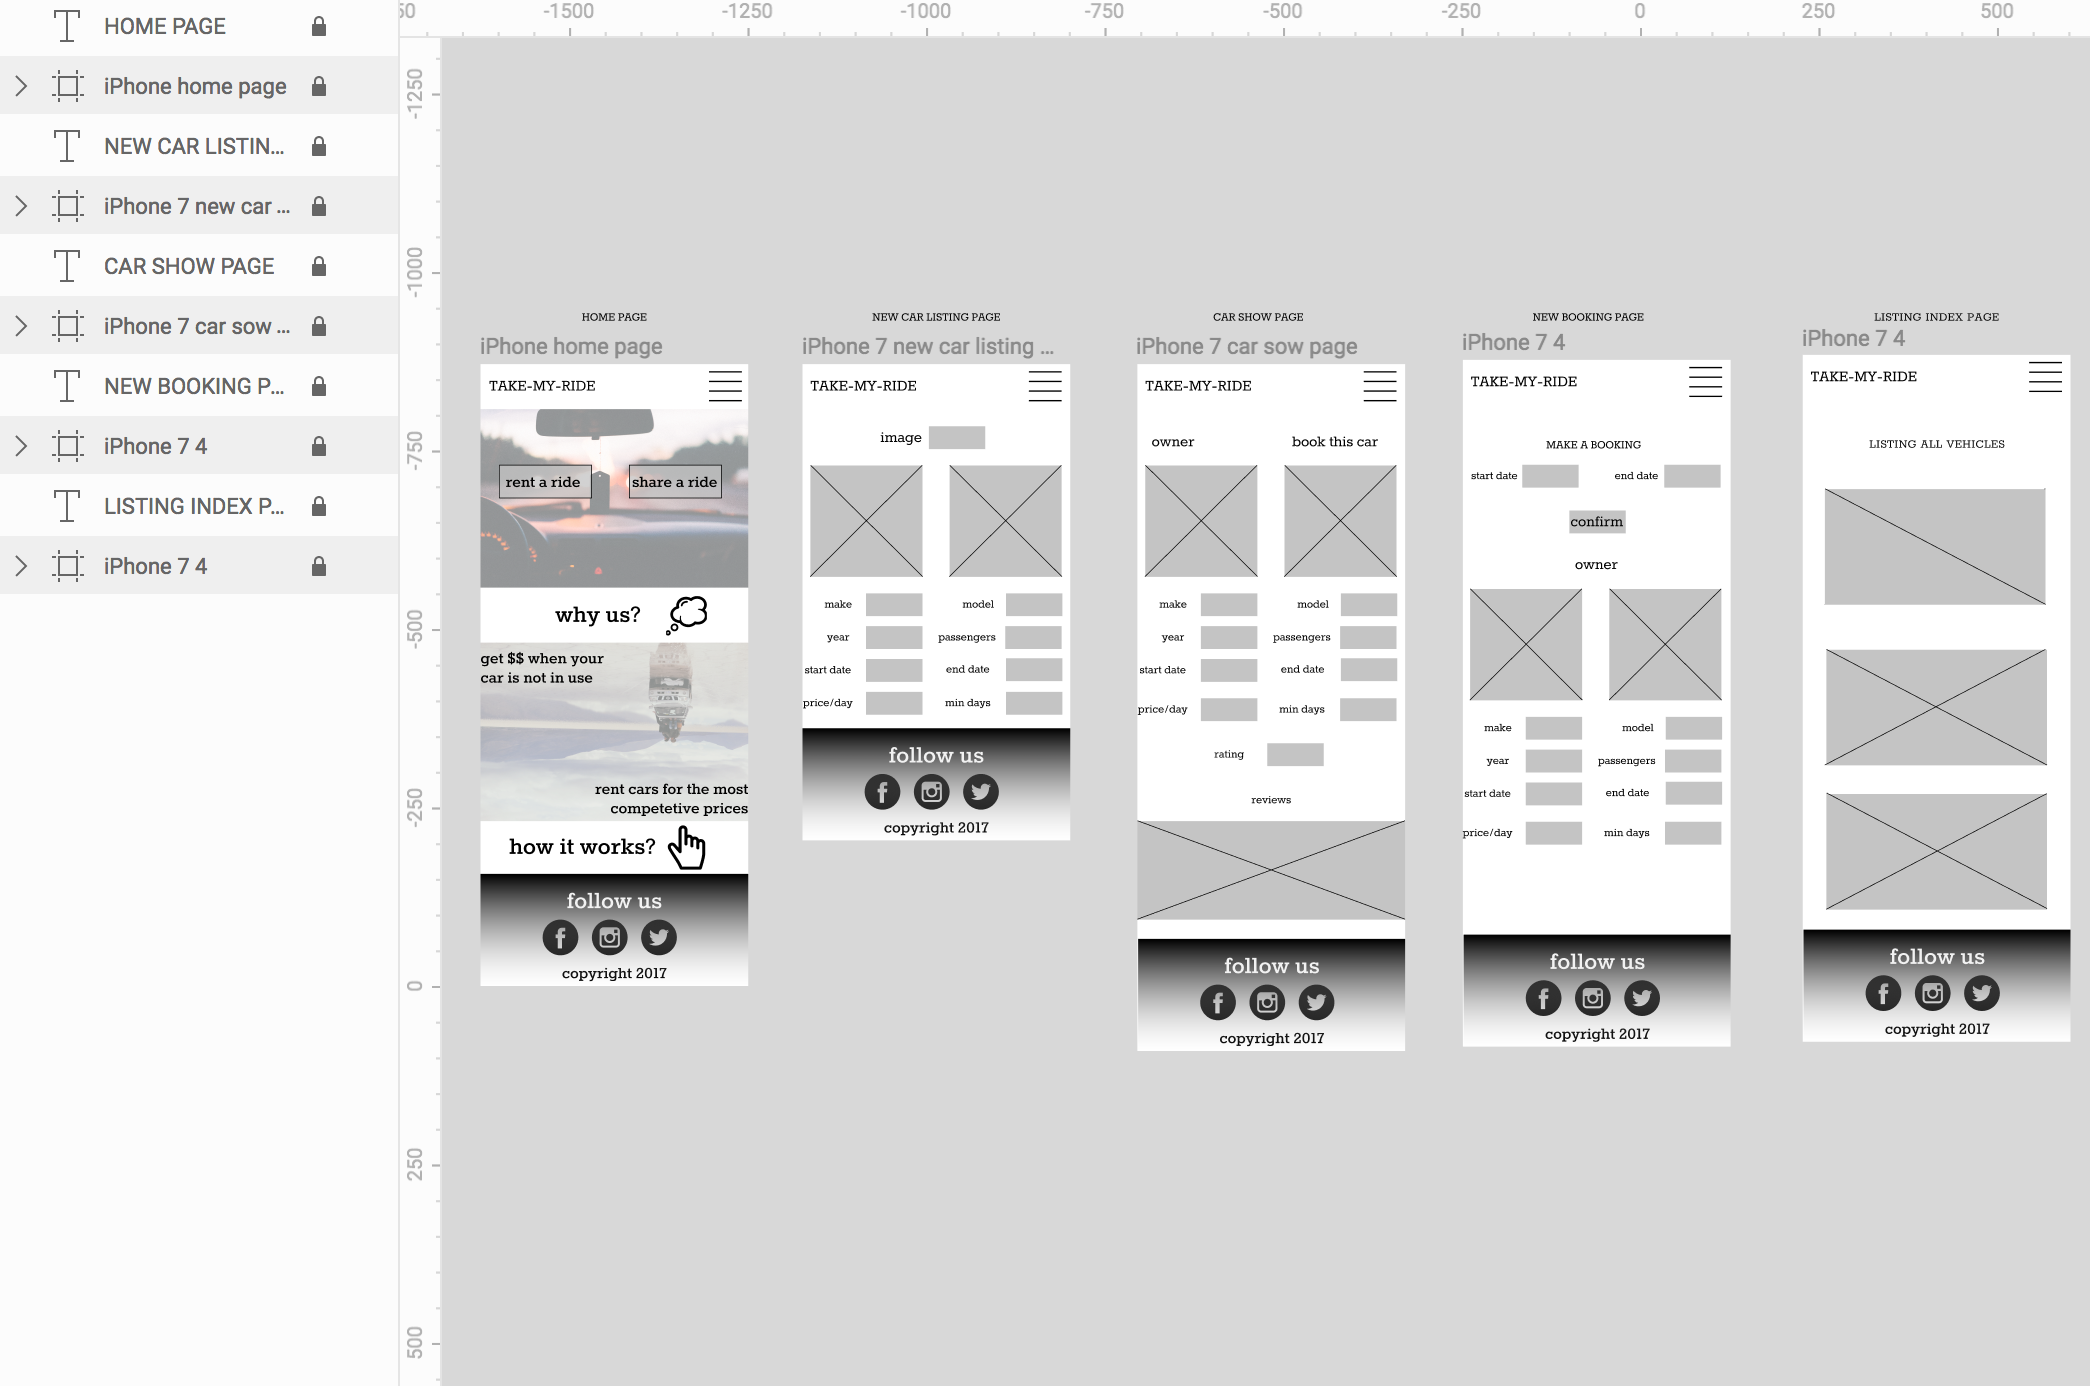 HOME PAGE
iPhone home page
NEW CAR LISTIN...
iPhone 7 new car ...
CAR SHOW PAGE
iPhone 7 car sow ...
NEW BOOKING P...
iPhone 7 4
LISTING INDEX P...
iPhone 7 4
50 -1500 -1250 -1000 -750 -500 -250 0 250 500
-1250
-1000
-750
-500
-250
0
250
500
HOME PAGE
iPhone home page
TAKE-MY-RIDE
rent a ride
share a ride
why us?
get $$ when your
car is not in use
rent cars for the most
competetive prices
how it works?
follow us
copyright 2017
NEW CAR LISTING PAGE
iPhone 7 new car listing ...
TAKE-MY-RIDE
image
make model
year passengers
start date end date
price/day min days
follow us
copyright 2017
CAR SHOW PAGE
iPhone 7 car sow page
TAKE-MY-RIDE
owner book this car
make model
year passengers
start date end date
price/day min days
rating
reviews
follow us
copyright 2017
NEW BOOKING PAGE
iPhone 7 4
TAKE-MY-RIDE
MAKE A BOOKING
start date end date
confirm
owner
make model
year passengers
start date end date
price/day min days
follow us
copyright 2017
LISTING INDEX PAGE
iPhone 7 4
TAKE-MY-RIDE
LISTING ALL VEHICLES
follow us
copyright 2017